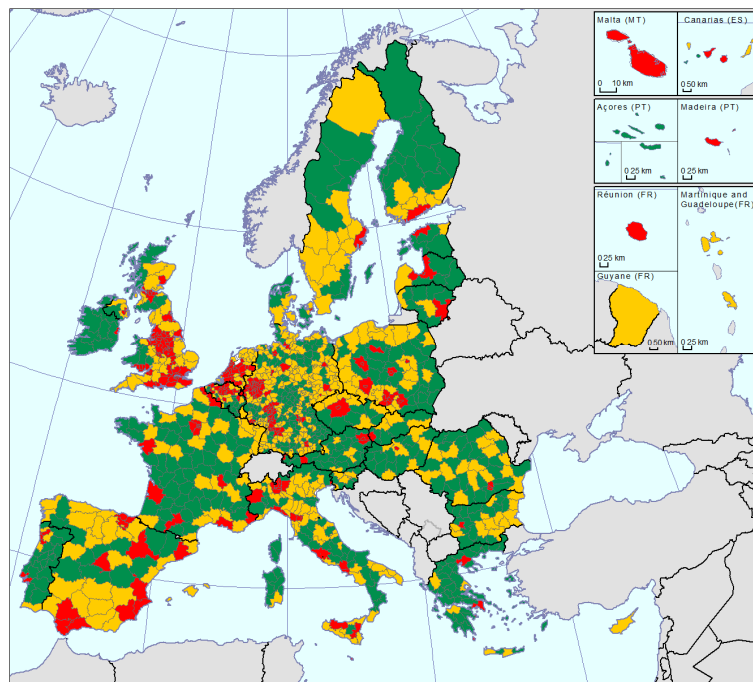 Malta (MT)
0 10 km
Canarias (ES)
0 50 km
Açores (PT)
0 25 km
Madeira (PT)
0 25 km
Réunion (FR)
0 25 km
Martinique and
Guadeloupe(FR)
0 25 km
Guyane (FR)
0 50 km